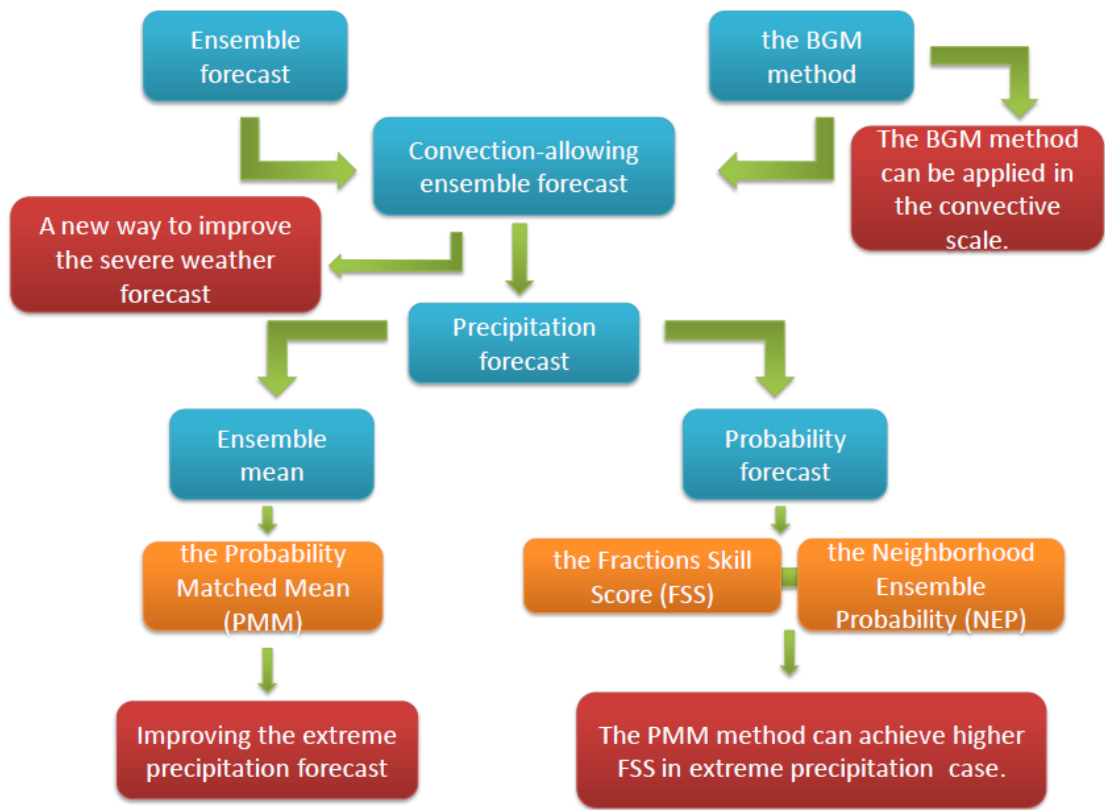 Ensemble
forecast
the BGM
method
Convection-allowing
ensemble forecast
The BGM method
can be applied in
the convective
scale.
A new way to improve
the severe weather
forecast
Precipitation
forecast
Ensemble
mean
Probability
forecast
the Probability
Matched Mean
(PMM)
the Fractions Skill
Score (FSS)
the Neighborhood
Ensemble
Probability (NEP)
Improving the extreme
precipitation forecast
The PMM method can achieve higher
FSS in extreme precipitation case.